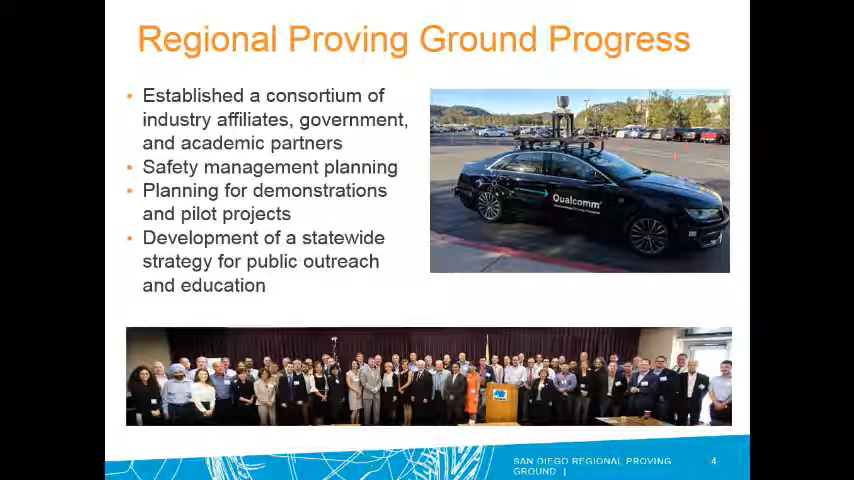 Regional Proving Ground Progress
Established a consortium of
industry affiliates, government,
and academic partners
Safety management planning
Planning for demonstrations
and pilot projects
Development of a statewide
strategy for public outreach
and education
Qualcomm
SAN DIEGO REGIONAL PROVING
GROUND |
4